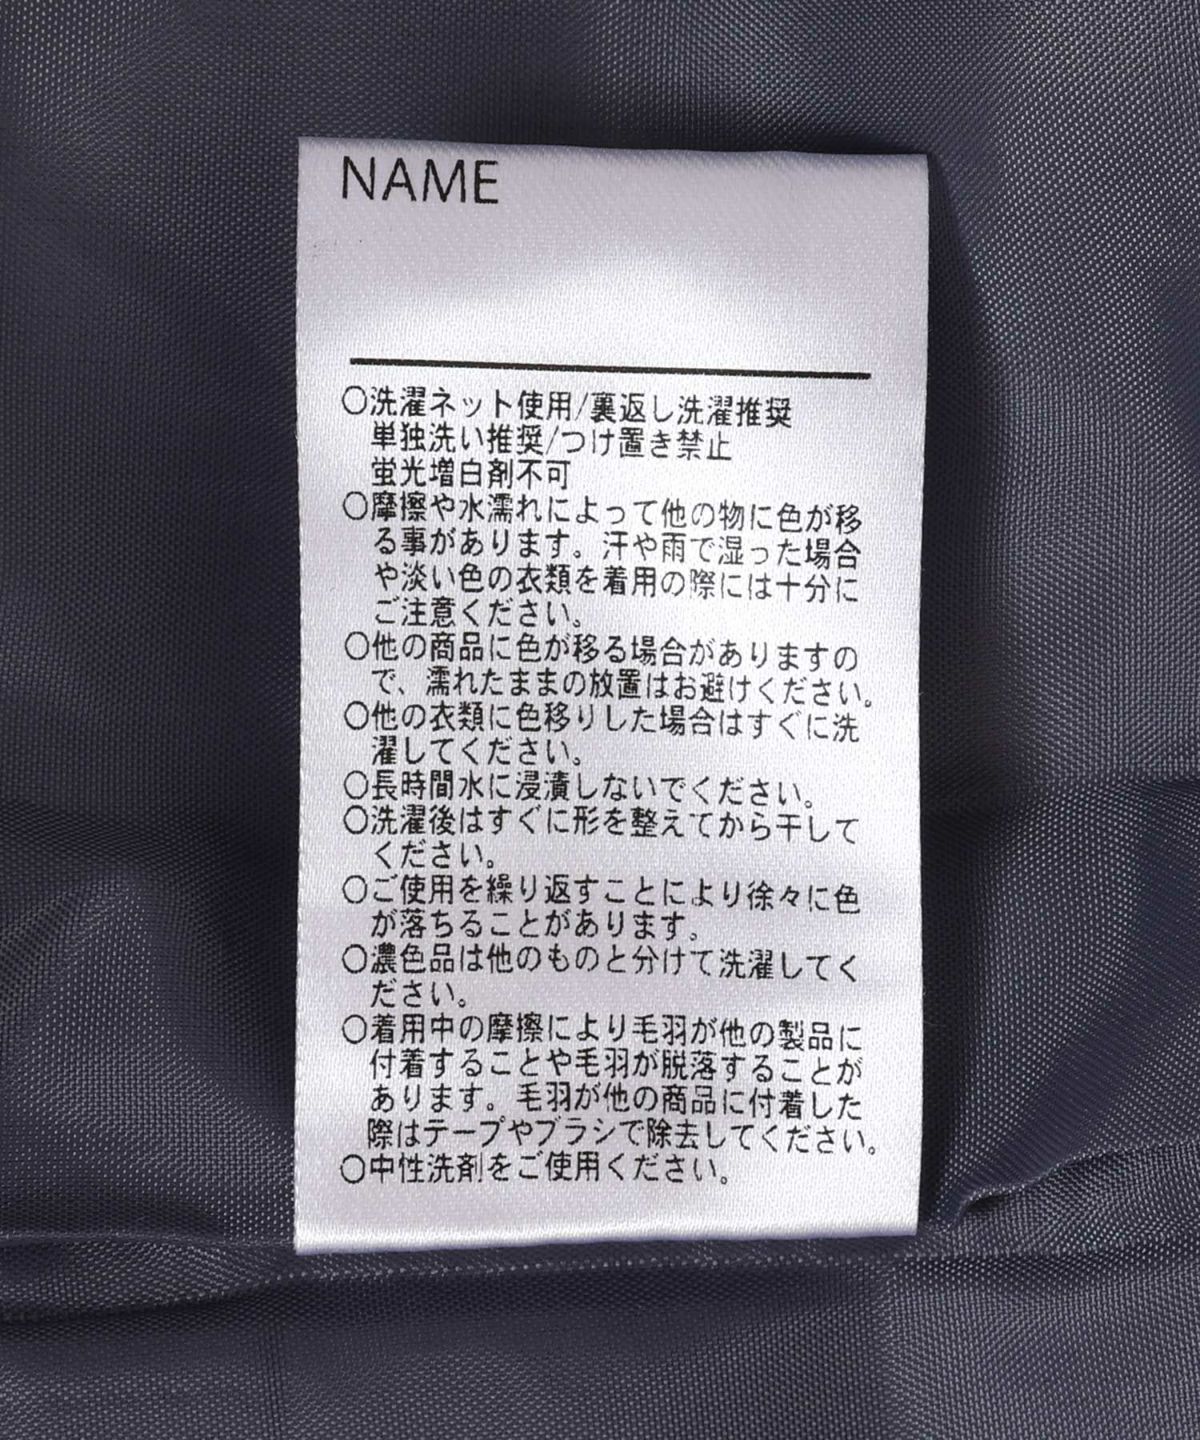 NAME
○洗濯ネット使用/裏返し洗濯推奨
単独洗い推奨/つけ置き禁止
蛍光増白剤不可
○摩擦や水濡れによって他の物に色が移
る事があります。汗や雨で湿った場合
や淡い色の衣類を着用の際には十分に
ご注意ください。
○他の商品に色が移る場合がありますの
で、濡れたままの放置はお避けください。
○他の衣類に色移りした場合はすぐに洗
濯してください。
○長時間水に浸漬しないでください。
○洗濯後はすぐに形を整えてから干して
ください。
○ご使用を繰り返すことにより徐々に色
が落ちることがあります。
○濃色品は他のものと分けて洗濯してく
ださい。
○着用中の摩擦により毛羽が他の製品に
付着することや毛羽が脱落することが
あります。毛羽が他の商品に付着した
際はテープやブラシで除去してください。
○中性洗剤をご使用ください。